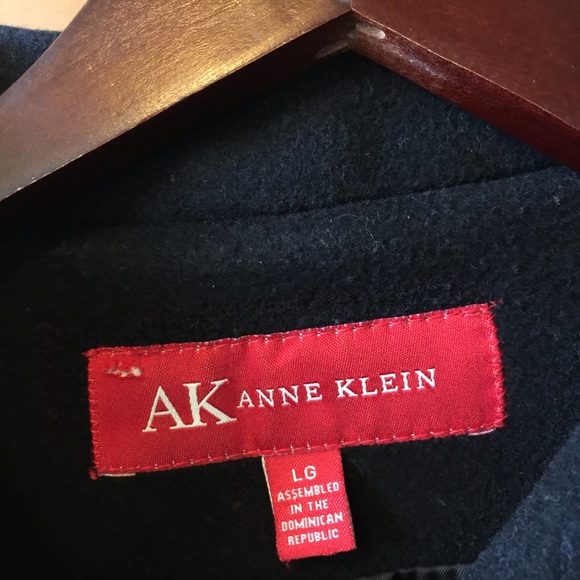 AK ANNE KLEIN
LG
ASSEMBLED
IN THE
DOMINICAN
REPUBLIC